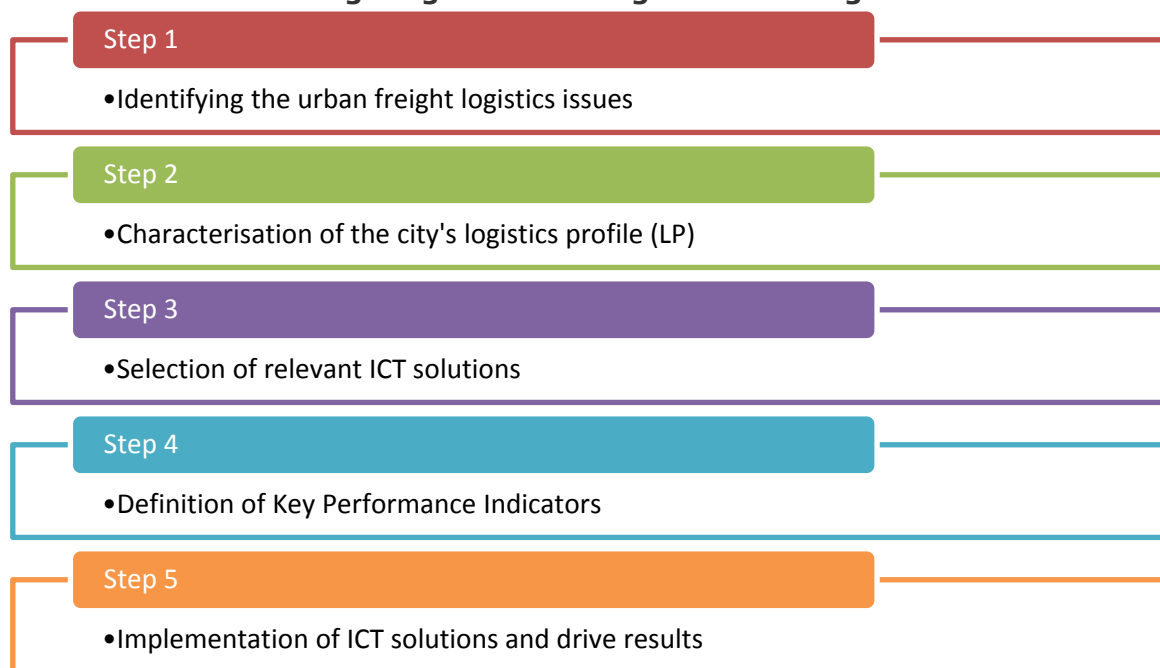 Step 1
•Identifying the urban freight logistics issues
Step 2
•Characterisation of the city's logistics profile (LP)
Step 3
•Selection of relevant ICT solutions
Step 4
•Definition of Key Performance Indicators
Step 5
•Implementation of ICT solutions and drive results